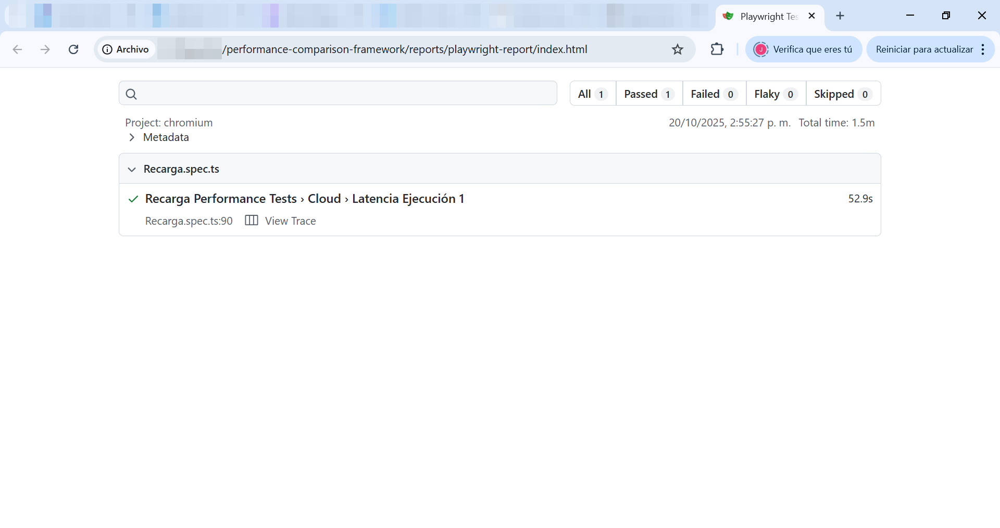 Playwright Tes
Archivo /performance-comparison-framework/reports/playwright-report/index.html Verifica que eres tú Reiniciar para actualizar
J
All 1 Passed 1 Failed 0 Flaky 0 Skipped 0
Project: chromium 20/10/2025, 2:55:27 p. m. Total time: 1.5m
Metadata
Recarga.spec.ts
Recarga Performance Tests › Cloud › Latencia Ejecución 1 52.9s
Recarga.spec.ts:90 View Trace